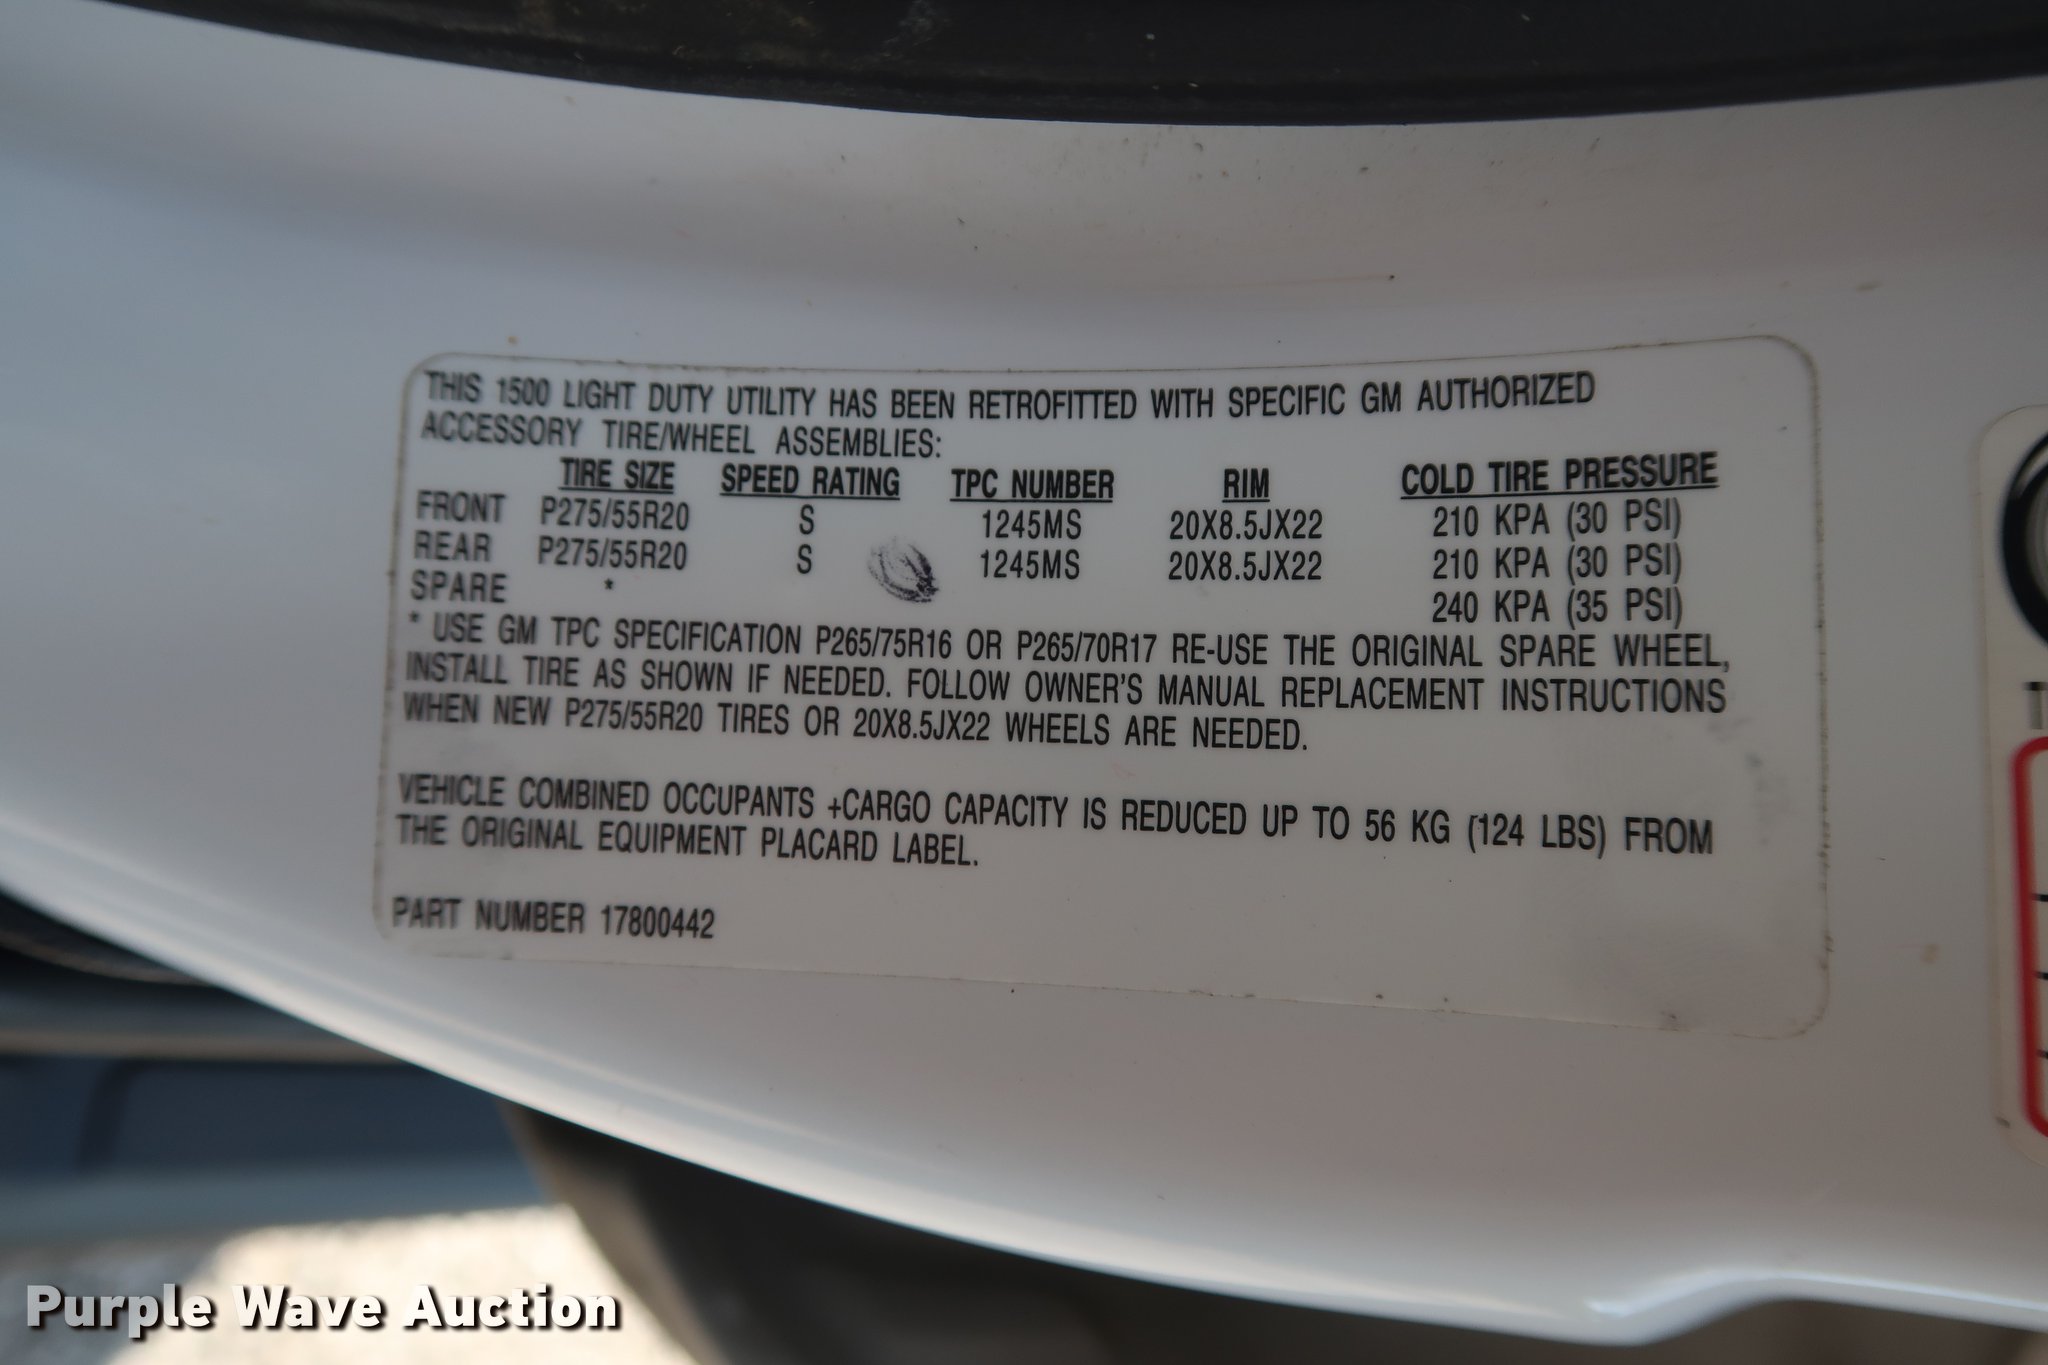 THIS 1500 LIGHT DUTY UTILITY HAS BEEN RETROFITTED WITH SPECIFIC GM AUTHORIZED
ACCESSORY TIRE/WHEEL ASSEMBLIES:
TIRE SIZE SPEED RATING TPC NUMBER RIM COLD TIRE PRESSURE
FRONT P275/55R20 S 1245MS 20X8.5JX22 210 KPA (30 PSI)
REAR P275/55R20 S 1245MS 20X8.5JX22 210 KPA (30 PSI)
SPARE * 240 KPA (35 PSI)
* USE GM TPC SPECIFICATION P265/75R16 OR P265/70R17 RE-USE THE ORIGINAL SPARE WHEEL,
INSTALL TIRE AS SHOWN IF NEEDED. FOLLOW OWNER'S MANUAL REPLACEMENT INSTRUCTIONS
WHEN NEW P275/55R20 TIRES OR 20X8.5JX22 WHEELS ARE NEEDED.
VEHICLE COMBINED OCCUPANTS +CARGO CAPACITY IS REDUCED UP TO 56 KG (124 LBS) FROM
THE ORIGINAL EQUIPMENT PLACARD LABEL.
PART NUMBER 17800442
Purple Wave Auction